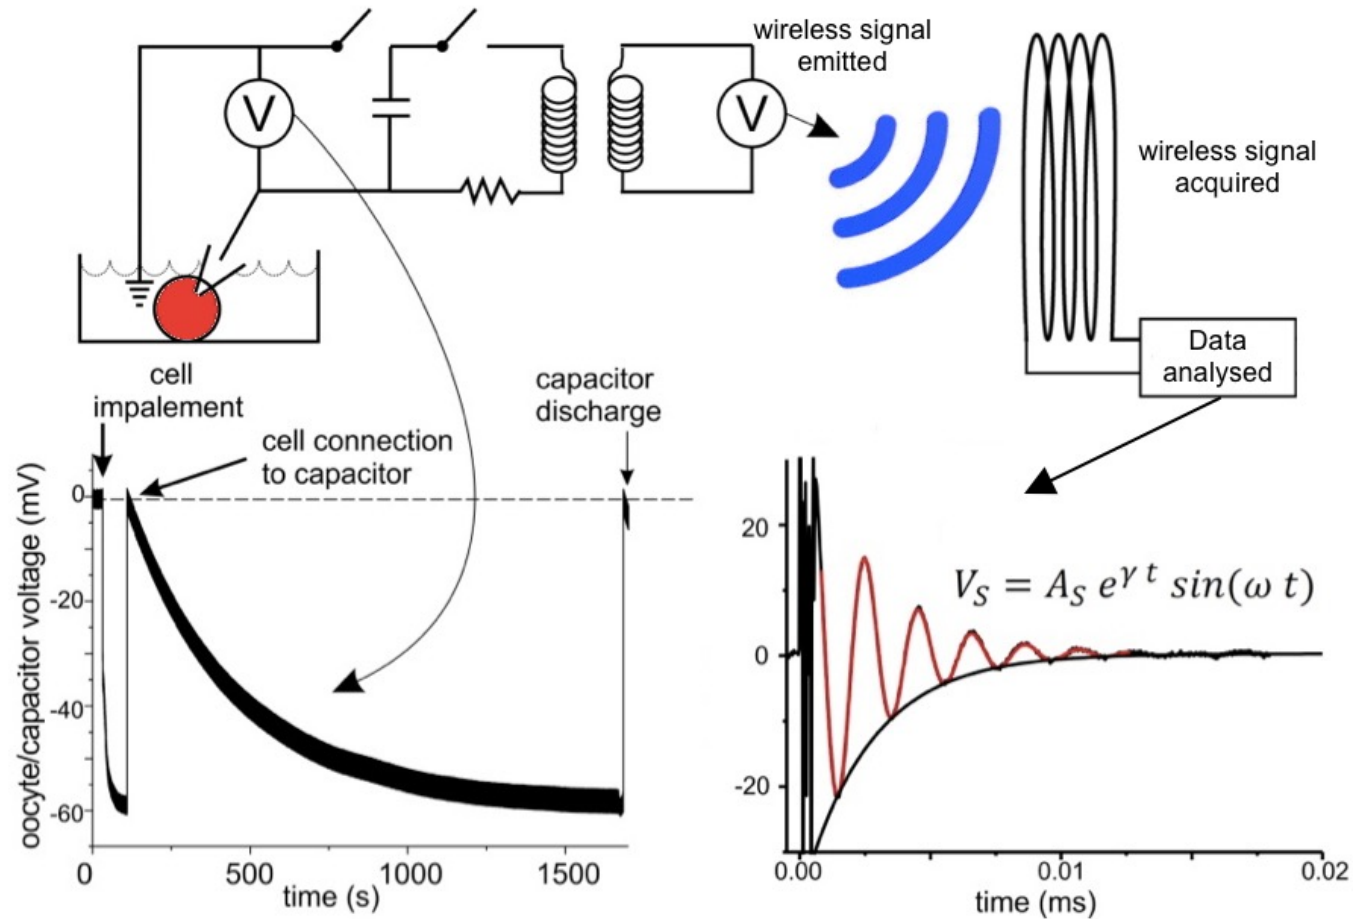 wireless signal
emitted
V
V
wireless signal
acquired
Data
analysed
cell
impalement
capacitor
discharge
cell connection
to capacitor
oocyte/capacitor voltage (mV)
0
-20
-40
-60
0
500
1000
1500
time (s)
20
0
-20
V_S = A_S e^{γ t} sin(ω t)
0.00
0.01
0.02
time (ms)